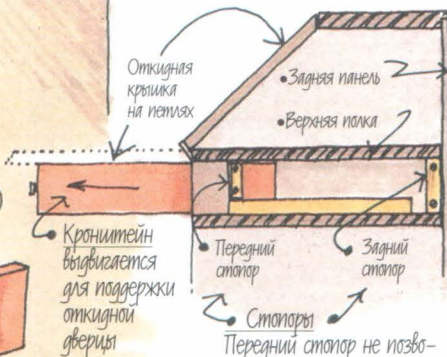 Откидная
крышка
на петлях
• Задняя панель
• Верхняя полка
Кронштейн
выдвигается
для поддержки
откидной
дверцы
Передний
стопор
Задний
стопор
Стопоры
Передний стопор не позво-